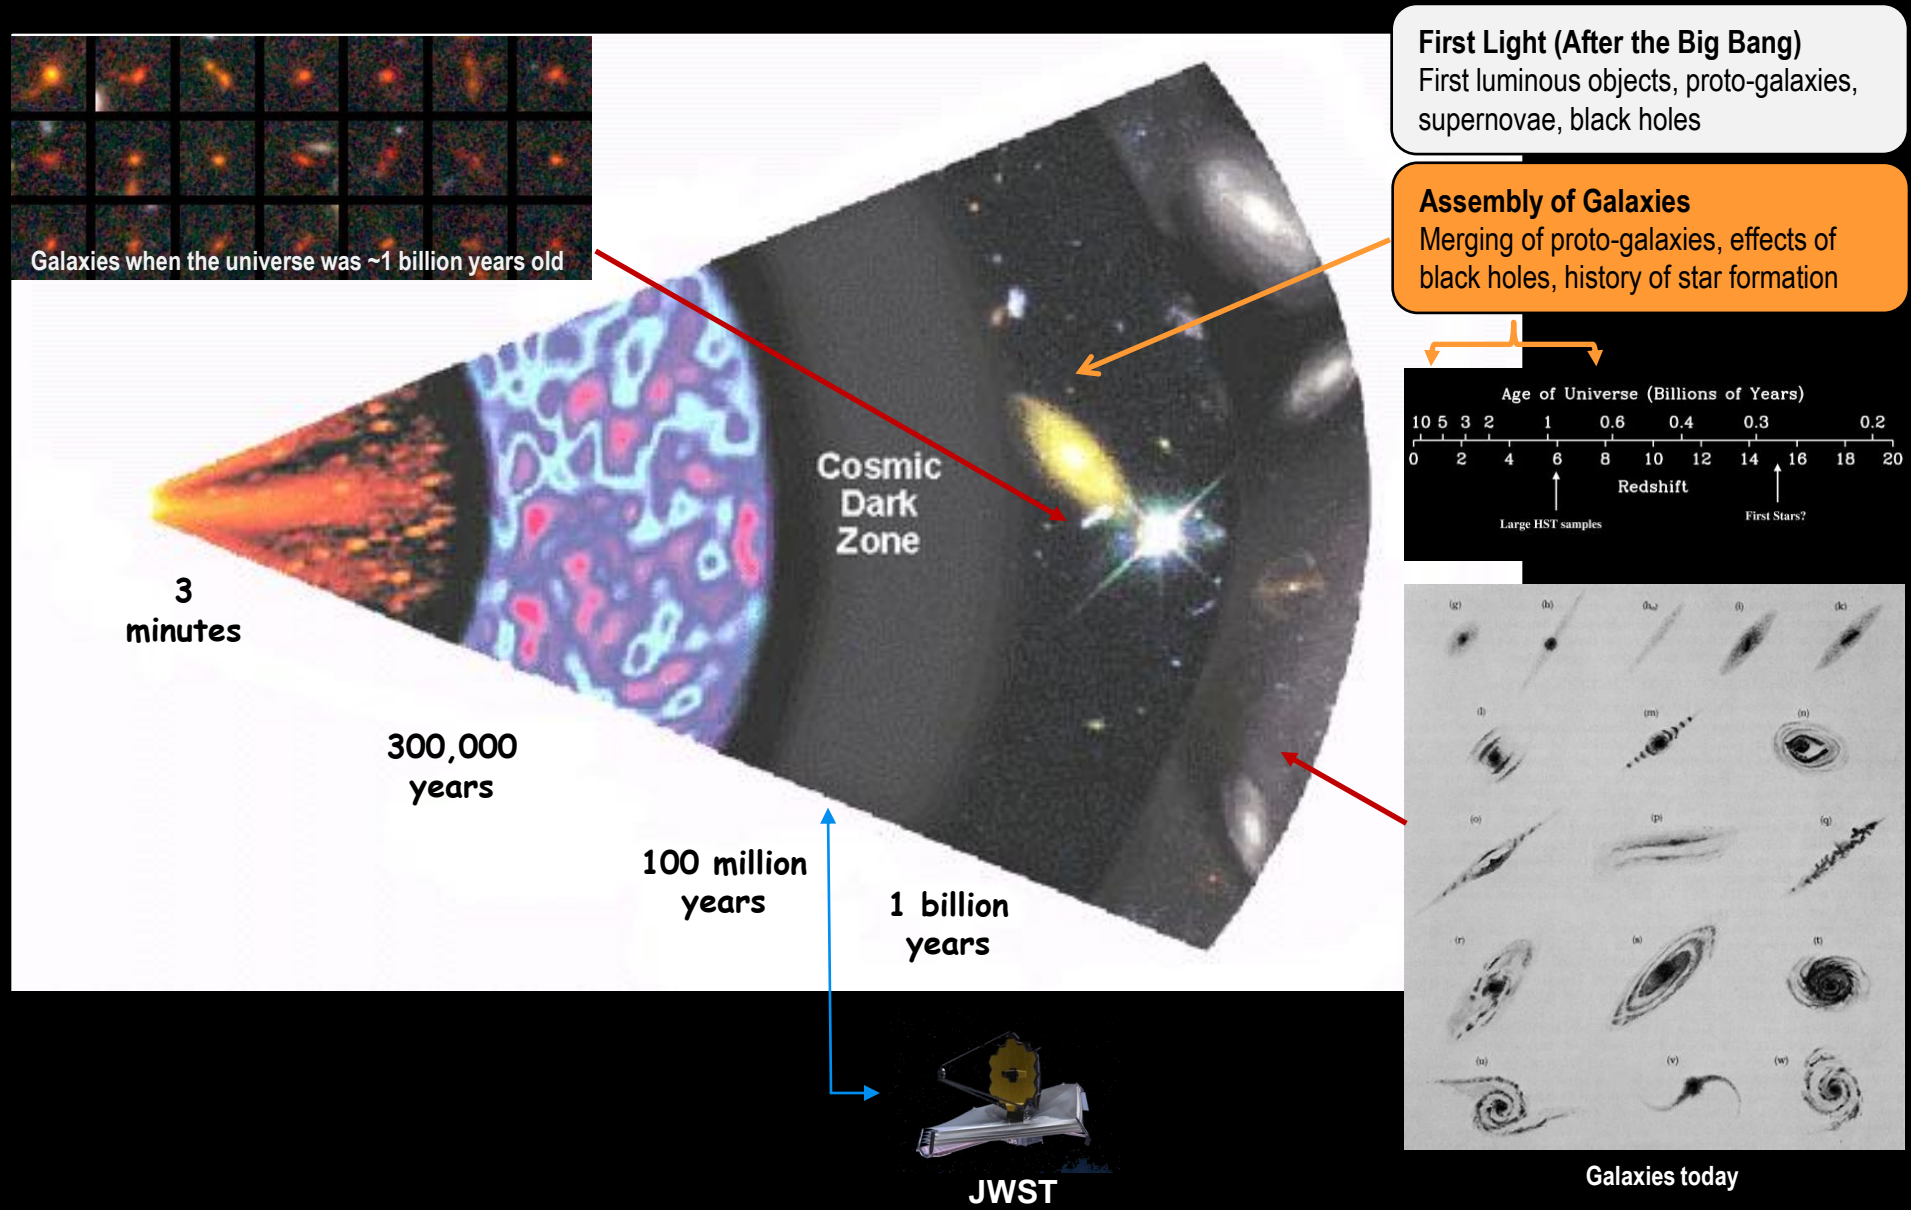 First Light (After the Big Bang)
First luminous objects, proto-galaxies,
supernovae, black holes
Assembly of Galaxies
Merging of proto-galaxies, effects of
black holes, history of star formation
Galaxies when the universe was ~1 billion years old
Cosmic
Dark
Zone
3
minutes
300,000
years
100 million
years
1 billion
years
JWST
Age of Universe (Billions of Years)
10 5 3 2 1 0.6 0.4 0.3 0.2
0 2 4 6 8 10 12 14 16 18 20
Redshift
Large HST samples
First Stars?
(g) (h) (i) (k)
(l) (m) (n)
(o) (p) (q)
(r) (s) (t)
(u) (v) (w)
Galaxies today